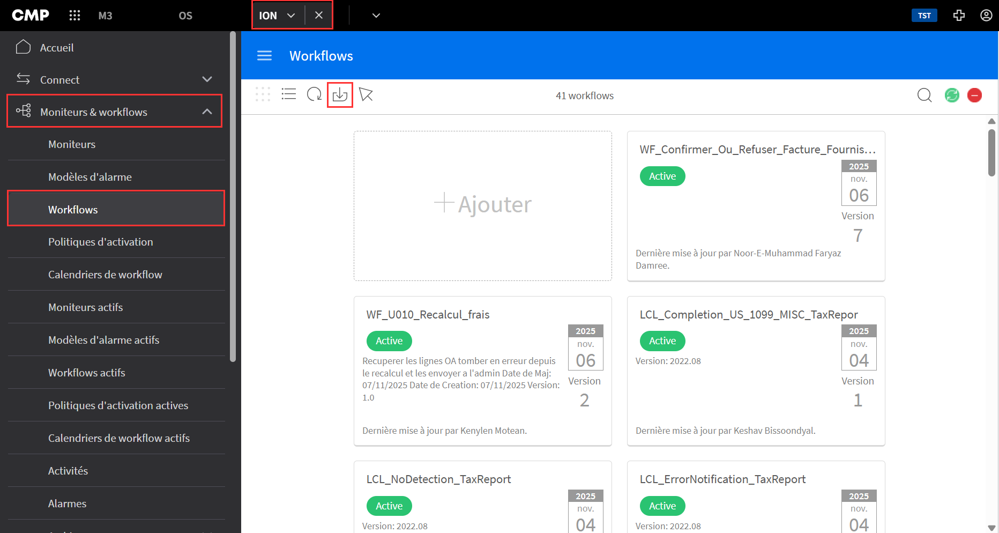 CMP
M3
OS
ION
TST
Accueil
Connect
Moniteurs & workflows
Moniteurs
Modèles d'alarme
Workflows
Politiques d'activation
Calendriers de workflow
Moniteurs actifs
Modèles d'alarme actifs
Workflows actifs
Politiques d'activation actives
Calendriers de workflow actifs
Activités
Alarmes
Workflows
41 workflows
Ajouter
WF_Confirmer_Ou_Refuser_Facture_Fournis...
Active
2025
nov.
06
Version
7
Dernière mise à jour par Noor-E-Muhammad Faryaz
Damree.
WF_U010_Recalcul_frais
Active
2025
nov.
06
Version
2
Recuperer les lignes OA tomber en erreur depuis
le recalcul et les envoyer a l'admin Date de Maj:
07/11/2025 Date de Creation: 07/11/2025 Version:
1.0
Dernière mise à jour par Kenylen Motean.
LCL_Completion_US_1099_MISC_TaxRepor
Active
2025
nov.
04
Version
1
Version: 2022.08
Dernière mise à jour par Keshav Bissoondyal.
LCL_NoDetection_TaxReport
Active
2025
nov.
04
Version: 2022.08
LCL_ErrorNotification_TaxReport
Active
2025
nov.
04
Version: 2022.08